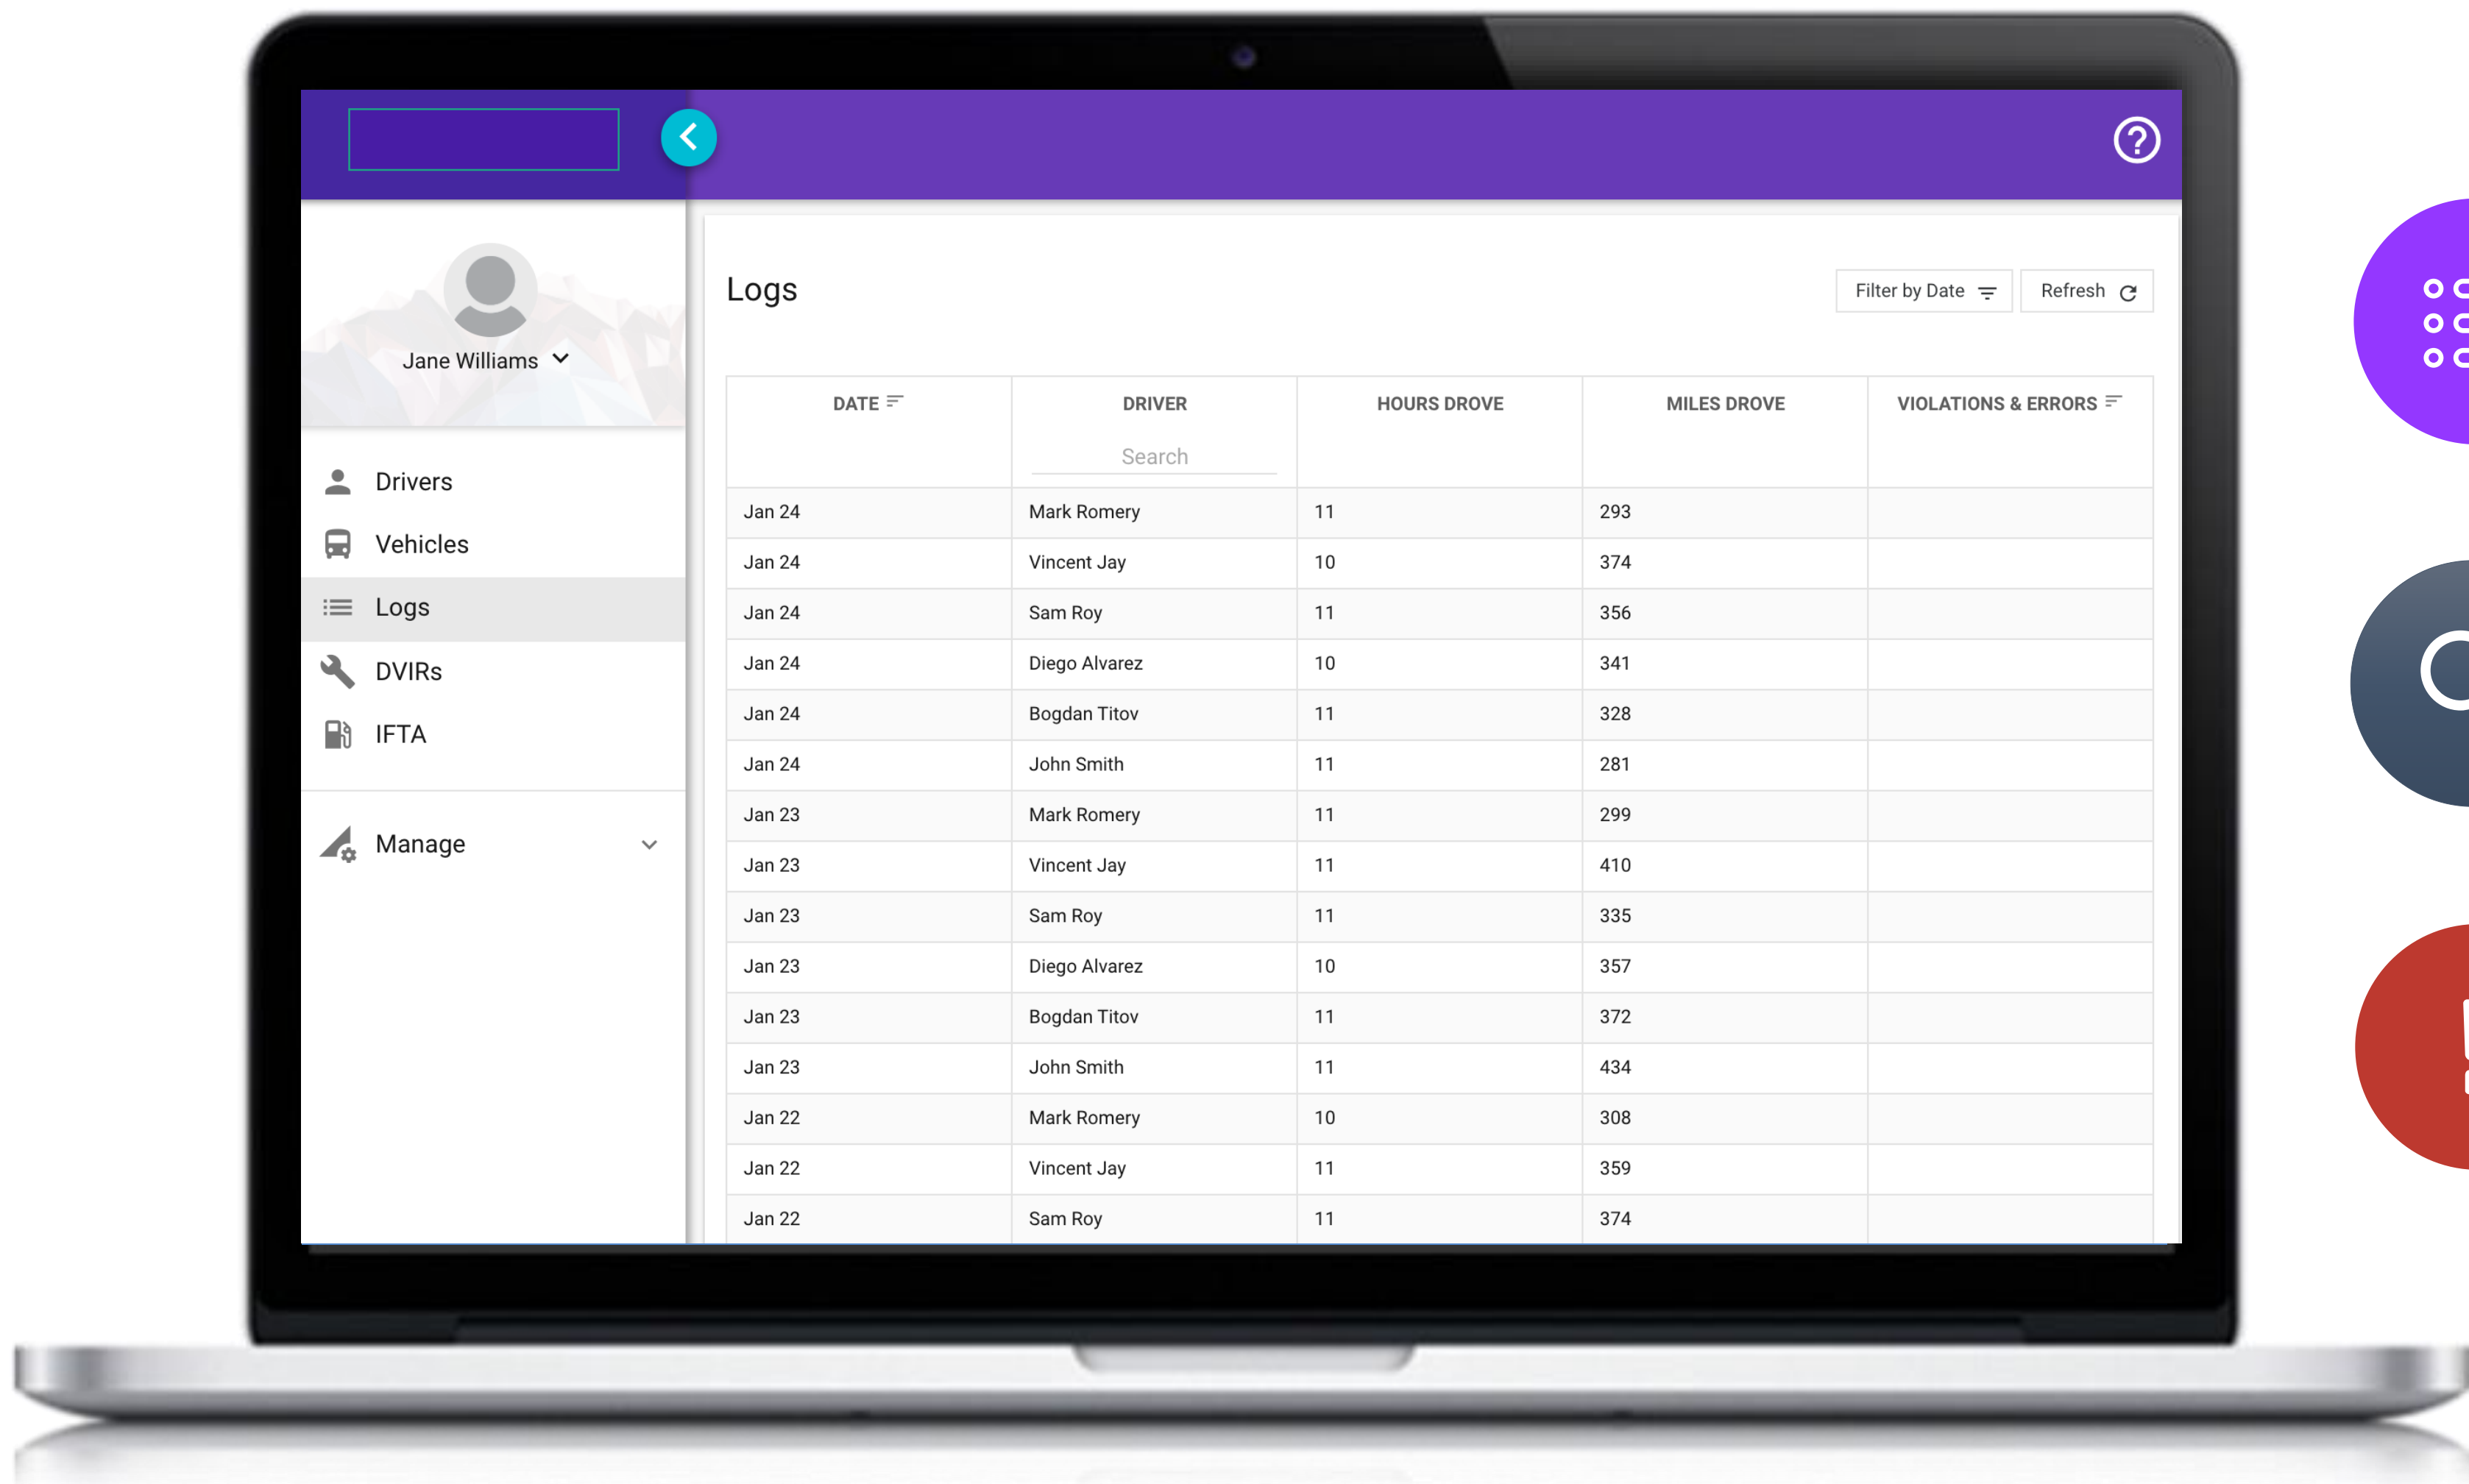 Jane Williams
Drivers
Vehicles
Logs
DVIRs
IFTA
Manage
Logs
Filter by Date Refresh
DATE DRIVER HOURS DROVE MILES DROVE VIOLATIONS & ERRORS
Search
Jan 24 Mark Romery 11 293
Jan 24 Vincent Jay 10 374
Jan 24 Sam Roy 11 356
Jan 24 Diego Alvarez 10 341
Jan 24 Bogdan Titov 11 328
Jan 24 John Smith 11 281
Jan 23 Mark Romery 11 299
Jan 23 Vincent Jay 11 410
Jan 23 Sam Roy 11 335
Jan 23 Diego Alvarez 10 357
Jan 23 Bogdan Titov 11 372
Jan 23 John Smith 11 434
Jan 22 Mark Romery 10 308
Jan 22 Vincent Jay 11 359
Jan 22 Sam Roy 11 374